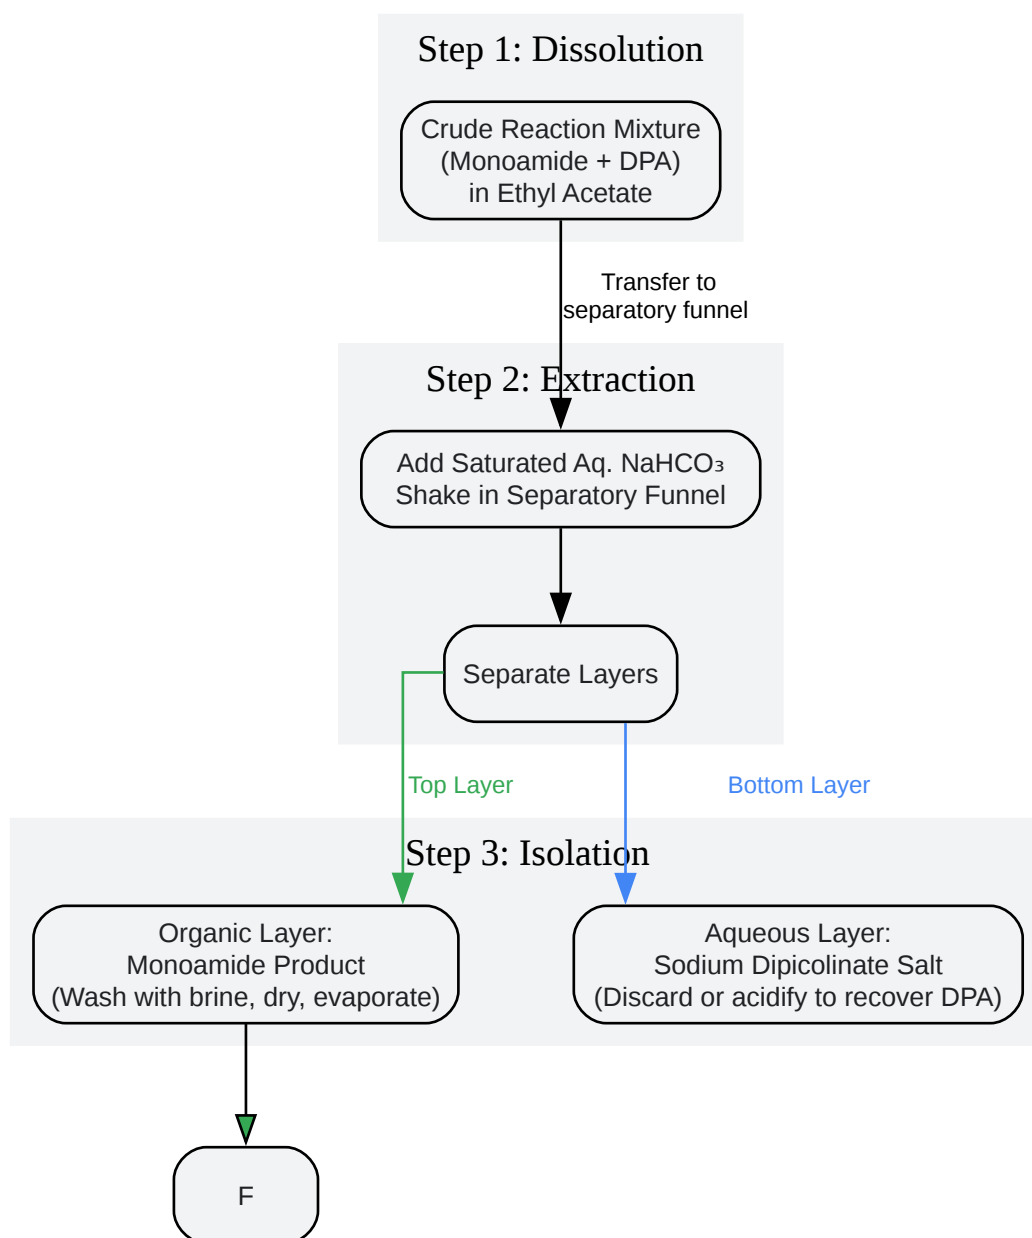 Step 1: Dissolution
Crude Reaction Mixture
(Monoamide + DPA)
in Ethyl Acetate
Transfer to
separatory funnel
Step 2: Extraction
Add Saturated Aq. NaHCO₃
Shake in Separatory Funnel
Separate Layers
Top Layer
Bottom Layer
Step 3: Isolation
Organic Layer:
Monoamide Product
(Wash with brine, dry, evaporate)
Aqueous Layer:
Sodium Dipicolinate Salt
(Discard or acidify to recover DPA)
F